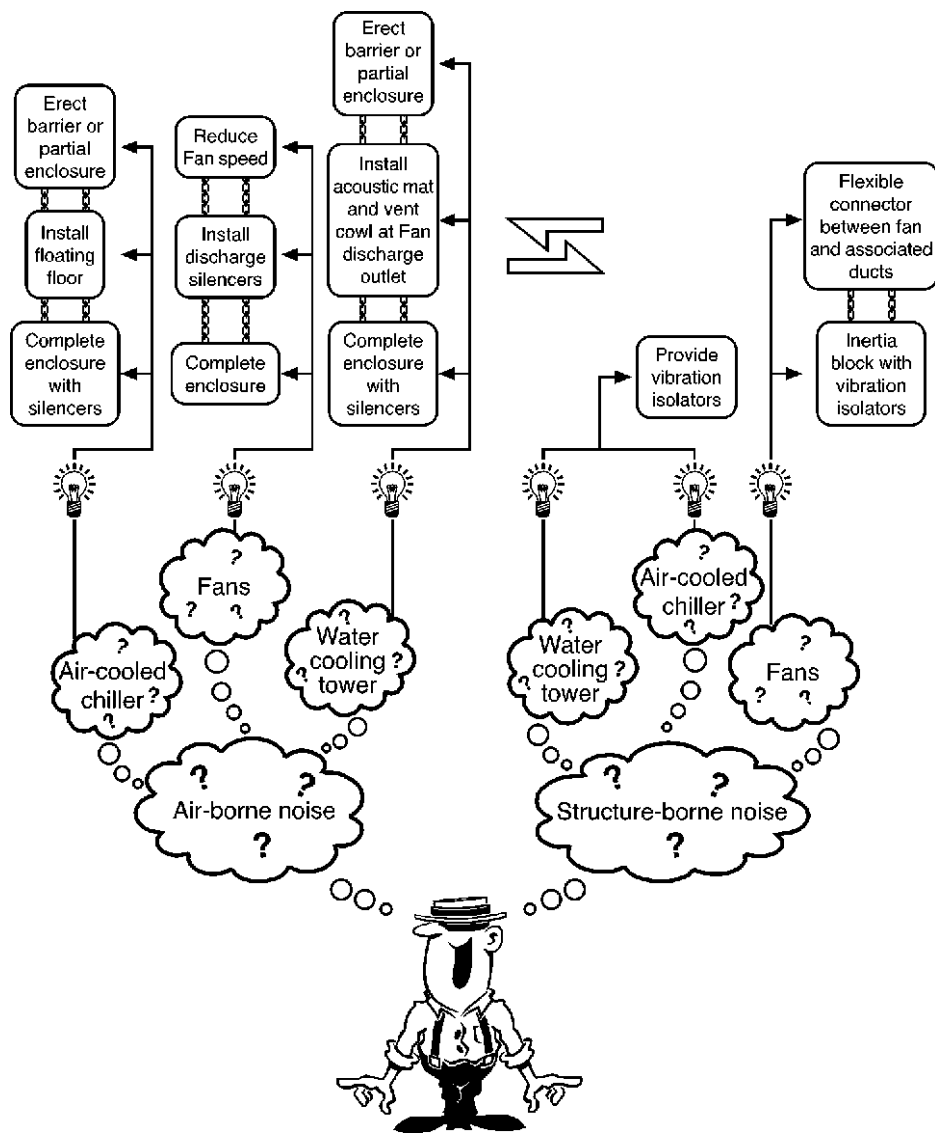 Erect
barrier or
partial
enclosure
Install
floating
floor
Complete
enclosure
with
silencers
Reduce
Fan speed
Install
discharge
silencers
Complete
enclosure
Erect
barrier or
partial
enclosure
Install
acoustic mat
and vent
cowl at Fan
discharge
outlet
Complete
enclosure
with
silencers
Provide
vibration
isolators
Flexible
connector
between fan
and associated
ducts
Inertia
block with
vibration
isolators
?
Air-cooled
chiller ?
?
?
Fans
? ?
?
Water
? cooling ?
tower
?
Water
? cooling ?
tower
?
Air-cooled
chiller ?
?
?
Fans
? ?
? ?
Air-borne noise
?
? ?
Structure-borne noise
?